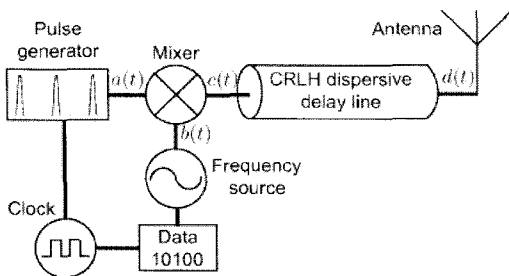 Pulse
generator
Mixer
Antenna
a(t)
c(t)
CRLH dispersive
delay line
d(t)
b(t)
Frequency
source
Clock
Data
10100